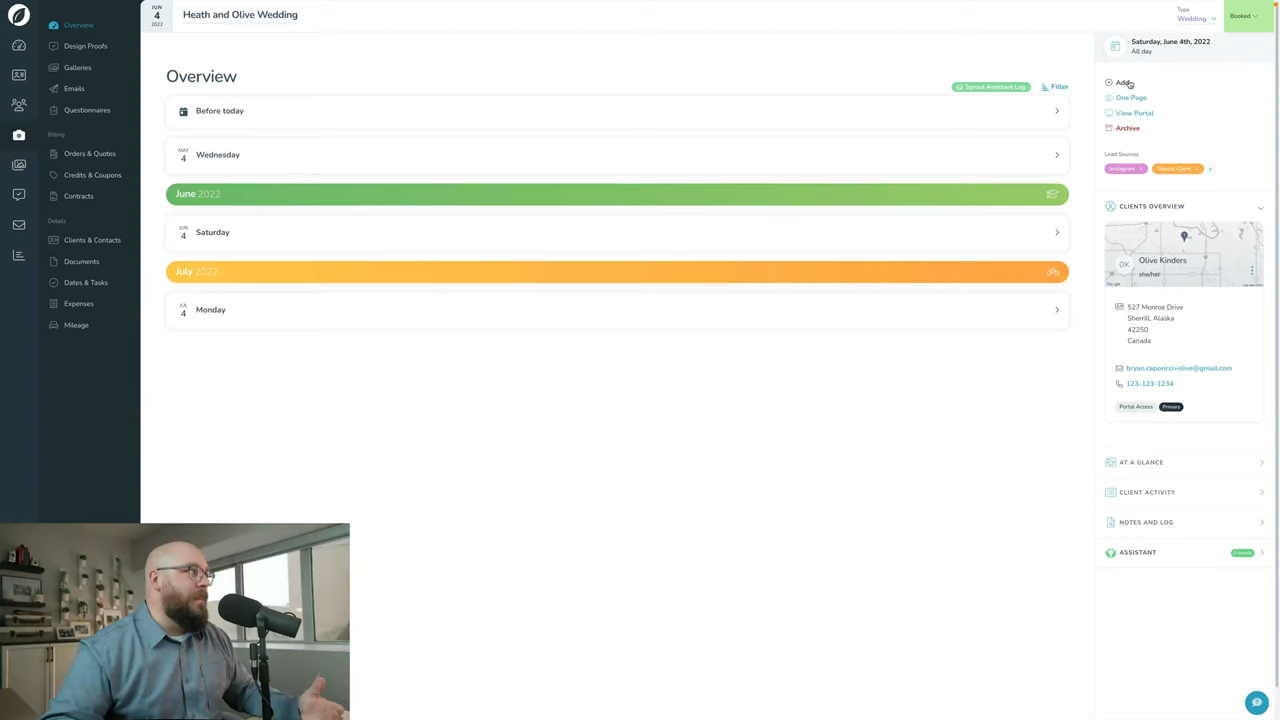 JUN
4
2022
Heath and Olive Wedding
Type
Wedding
Booked
Overview
Design Proofs
Galleries
Emails
Questionnaires
Billing
Orders & Quotes
Credits & Coupons
Contracts
Details
Clients & Contacts
Documents
Dates & Tasks
Expenses
Mileage
Overview
Sprout Assistant Log
Filter
Before today
MAY
4
Wednesday
June 2022
JUN
4
Saturday
July 2022
JUL
4
Monday
Saturday, June 4th, 2022
All day
Add
One Page
View Portal
Archive
Lead Sources
Instagram x
Repeat Client x
+
CLIENTS OVERVIEW
OK
Olive Kinders
she/her
527 Monroe Drive
Sherrill, Alaska
42250
Canada
bryan.caporicci+olive@gmail.com
123-123-1234
Portal Access
Primary
AT A GLANCE
CLIENT ACTIVITY
NOTES AND LOG
ASSISTANT